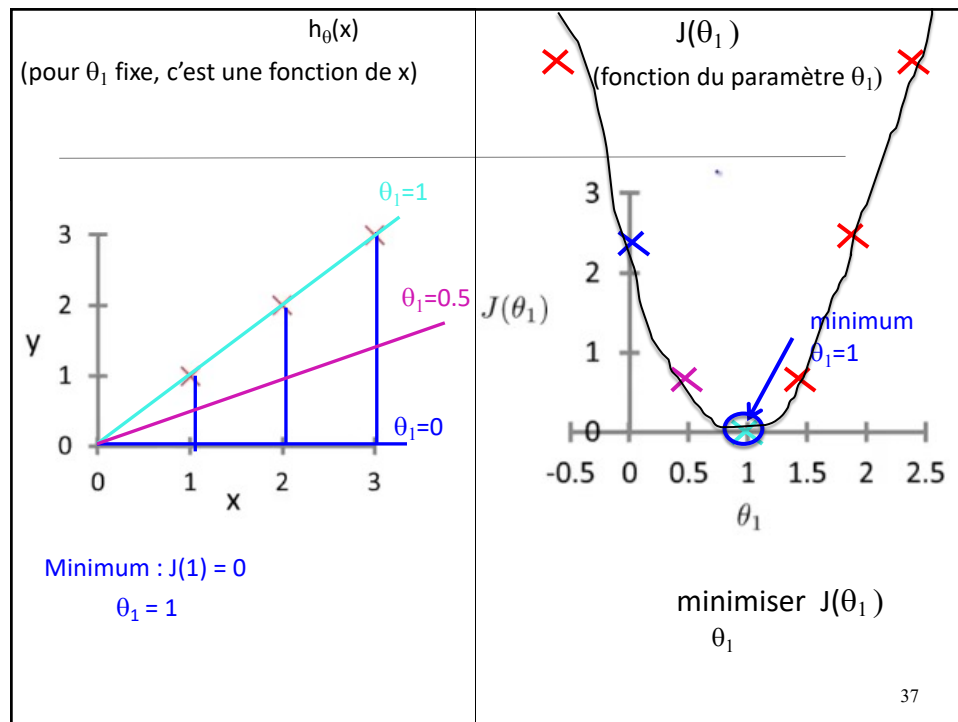 h_θ(x)
(pour θ₁ fixe, c’est une fonction de x)
θ₁=1
3
θ₁=0.5
2
y
1
θ₁=0
0
0 1 2 3
x
Minimum : J(1) = 0
θ₁ = 1
J(θ₁)
(fonction du paramètre θ₁)
3
2
J(θ₁)
minimum
θ₁=1
1
0
-0.5 0 0.5 1 1.5 2 2.5
θ₁
minimiser J(θ₁)
θ₁
37